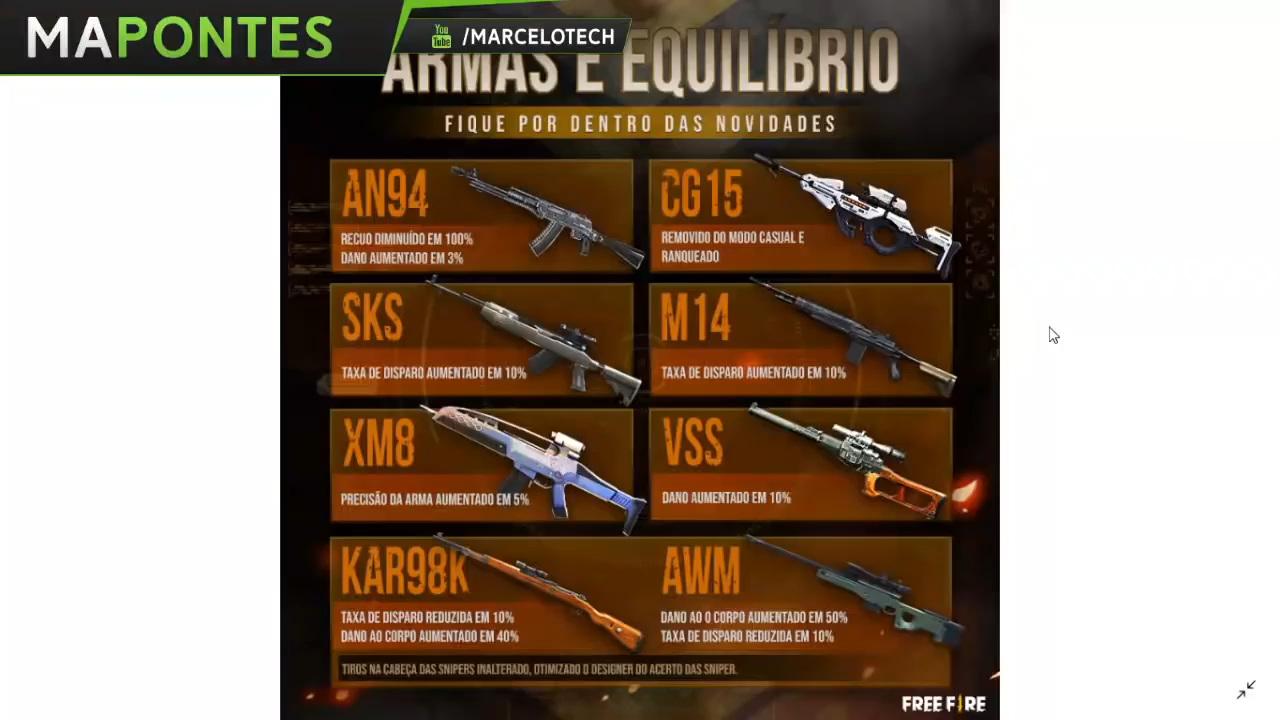 MAPONTES
You Tube /MARCELOTECH
ARMAS E EQUILÍBRIO
FIQUE POR DENTRO DAS NOVIDADES
AN94
RECUO DIMINUÍDO EM 100%
DANO AUMENTADO EM 3%
CG15
REMOVIDO DO MODO CASUAL E
RANQUEADO
SKS
TAXA DE DISPARO AUMENTADO EM 10%
M14
TAXA DE DISPARO AUMENTADO EM 10%
XM8
PRECISÃO DA ARMA AUMENTADO EM 5%
VSS
DANO AUMENTADO EM 10%
KAR98K
TAXA DE DISPARO REDUZIDA EM 10%
DANO AO CORPO AUMENTADO EM 40%
AWM
DANO AO O CORPO AUMENTADO EM 50%
TAXA DE DISPARO REDUZIDA EM 10%
TIROS NA CABEÇA DAS SNIPERS INALTERADO, OTIMIZADO O DESIGNER DO ACERTO DAS SNIPER.
FREE FIRE